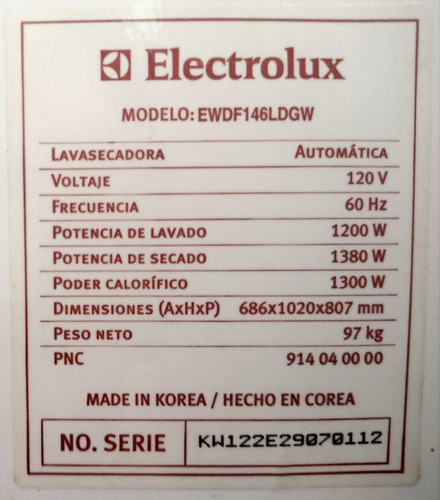 Electrolux
MODELO: EWDF146LDGW
LAVASECADORA AUTOMÁTICA
VOLTAJE 120 V
FRECUENCIA 60 Hz
POTENCIA DE LAVADO 1200 W
POTENCIA DE SECADO 1380 W
PODER CALORÍFICO 1300 W
DIMENSIONES (AxHxP) 686x1020x807 mm
PESO NETO 97 kg
PNC 914 04 00 00
MADE IN KOREA / HECHO EN COREA
NO. SERIE KW122E29070112